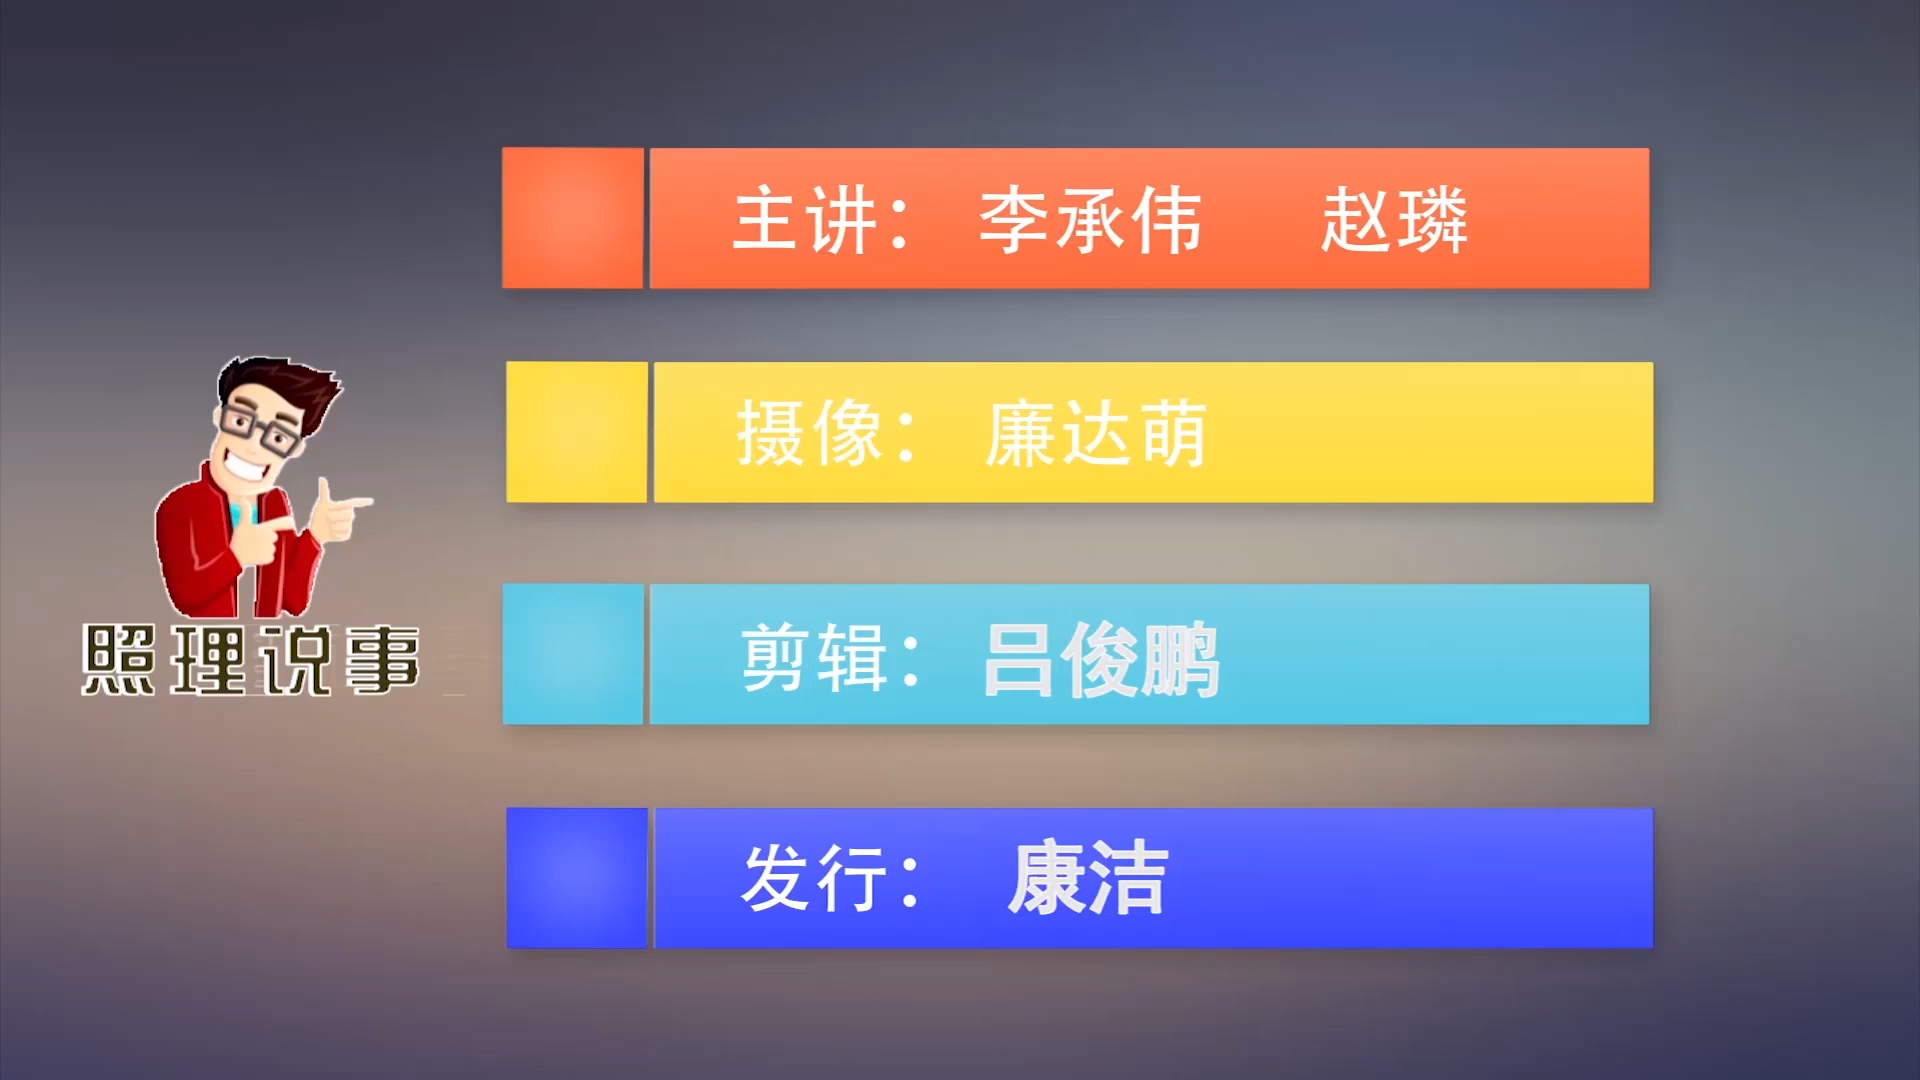 主讲： 李承伟 赵璘
摄像： 廉达萌
照理说事
剪辑： 吕俊鹏
发行： 康洁